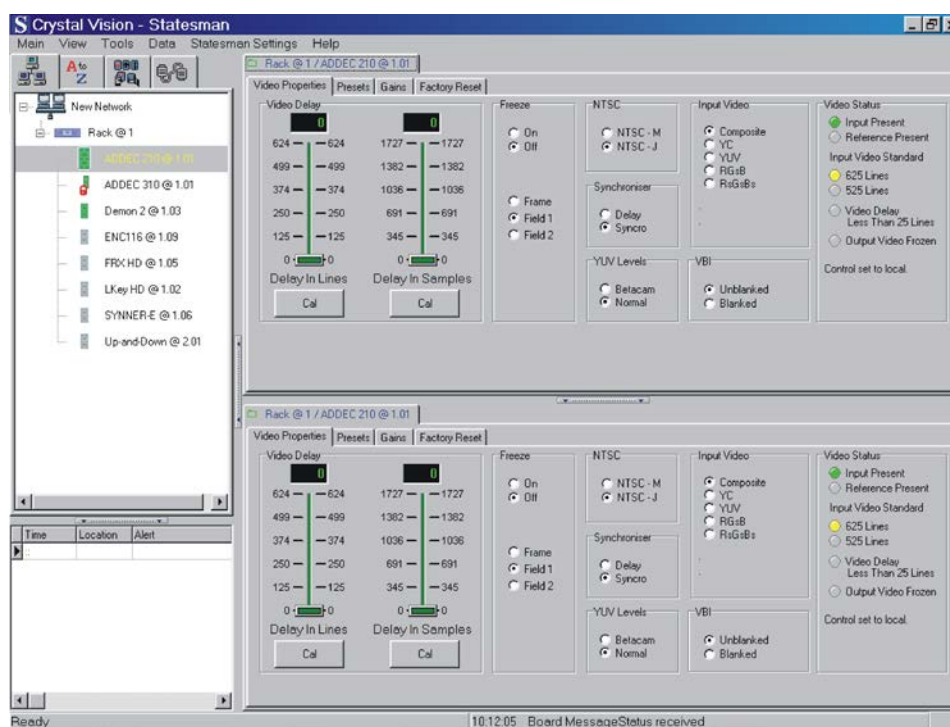 S Crystal Vision - Statesman
Main View Tools Data Statesman Settings Help
A to Z
New Network
Rack @ 1
ADDEC 210 @ 1.01
ADDEC 310 @ 1.01
Demon 2 @ 1.03
ENC116 @ 1.09
FRX HD @ 1.05
LKey HD @ 1.02
SYNNER-E @ 1.06
Up-and-Down @ 2.01
Time Location Alert
Rack @ 1 / ADDEC 210 @ 1.01
Video Properties Presets Gains Factory Reset
Video Delay
0 0
624 624 1727 1727
499 499 1382 1382
374 374 1036 1036
250 250 691 691
125 125 345 345
0 0 0 0
Delay In Lines Delay In Samples
Cal Cal
Freeze
On
Off
Frame
Field 1
Field 2
NTSC
NTSC - M
NTSC - J
Synchroniser
Delay
Syncro
YUV Levels
Betacam
Normal
Input Video
Composite
YC
YUV
RGsB
RsGsBs
VBI
Unblanked
Blanked
Video Status
Input Present
Reference Present
Input Video Standard
625 Lines
525 Lines
Video Delay
Less Than 25 Lines
Output Video Frozen
Control set to local.
Rack @ 1 / ADDEC 210 @ 1.01
Video Properties Presets Gains Factory Reset
Video Delay
0 0
624 624 1727 1727
499 499 1382 1382
374 374 1036 1036
250 250 691 691
125 125 345 345
0 0 0 0
Delay In Lines Delay In Samples
Cal Cal
Freeze
On
Off
Frame
Field 1
Field 2
NTSC
NTSC - M
NTSC - J
Synchroniser
Delay
Syncro
YUV Levels
Betacam
Normal
Input Video
Composite
YC
YUV
RGsB
RsGsBs
VBI
Unblanked
Blanked
Video Status
Input Present
Reference Present
Input Video Standard
625 Lines
525 Lines
Video Delay
Less Than 25 Lines
Output Video Frozen
Control set to local.
Ready 10:12:05 Board MessageStatus received